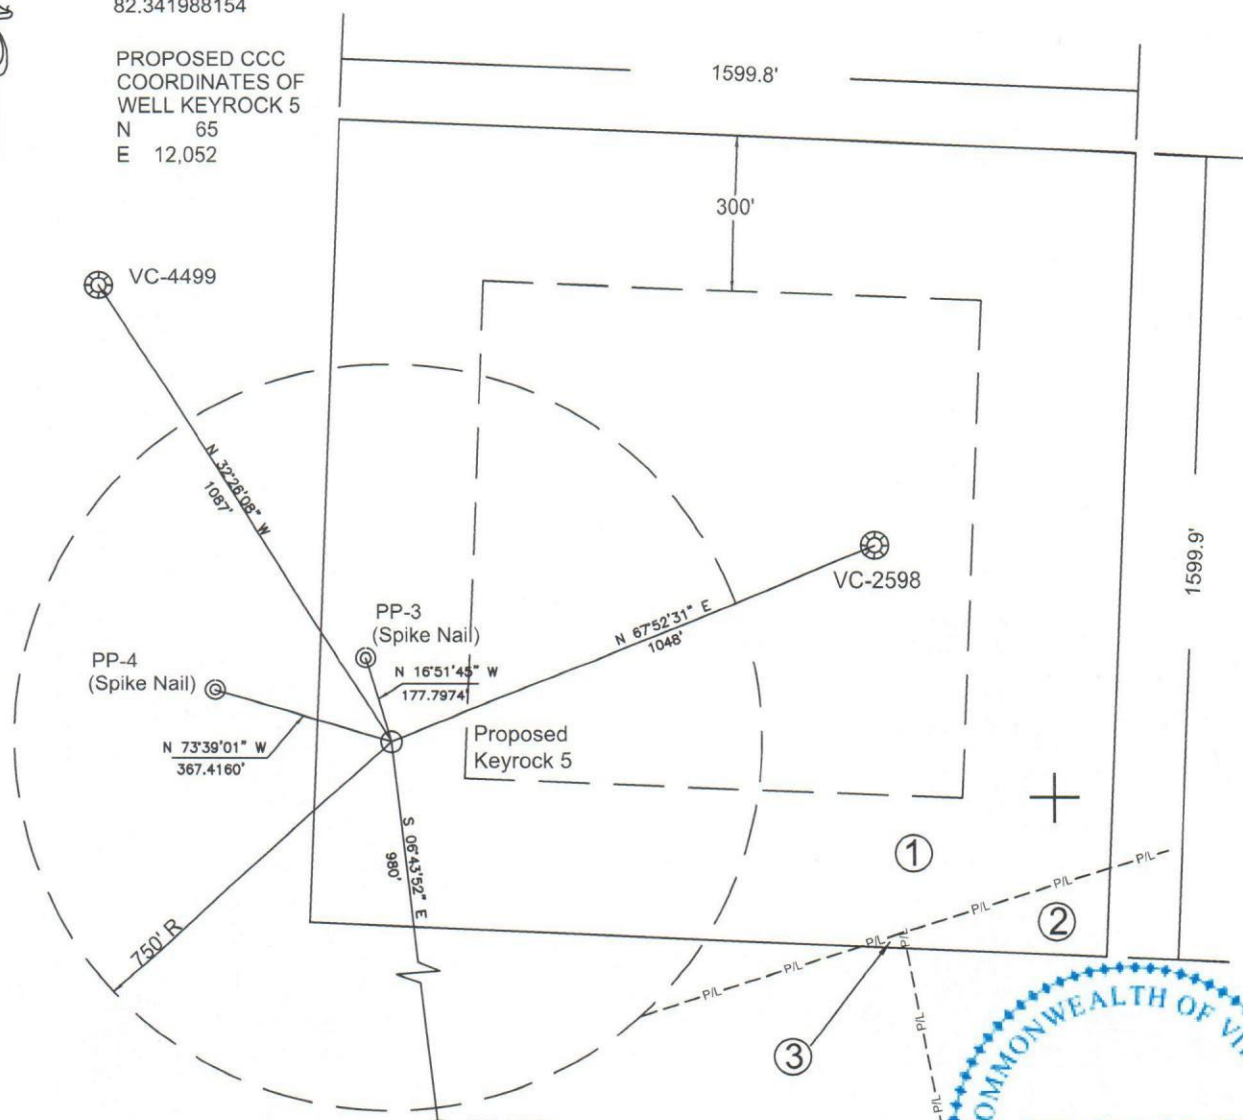 82.341988154
PROPOSED CCC
COORDINATES OF
WELL KEYROCK 5
N 65
E 12,052
1599.8'
300'
VC-4499
N 32°26'08" W
1087'
VC-2598
1599.9'
N 67°52'31" E
1048'
PP-3
(Spike Nail)
N 16°51'45" W
177.7974'
PP-4
(Spike Nail)
N 73°39'01" W
367.4160'
Proposed
Keyrock 5
S 06°43'52" E
980'
750' R
1
2
3
P/L
P/L
P/L
P/L
P/L
P/L
P/L
P/L
P/L
COMMONWEALTH OF VI